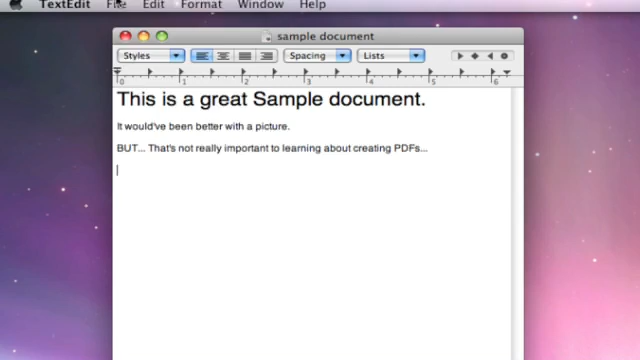 TextEdit File Edit Format Window Help
sample document
Styles Spacing Lists
0 1 2 3 4 5 6
This is a great Sample document.
It would've been better with a picture.
BUT... That's not really important to learning about creating PDFs...